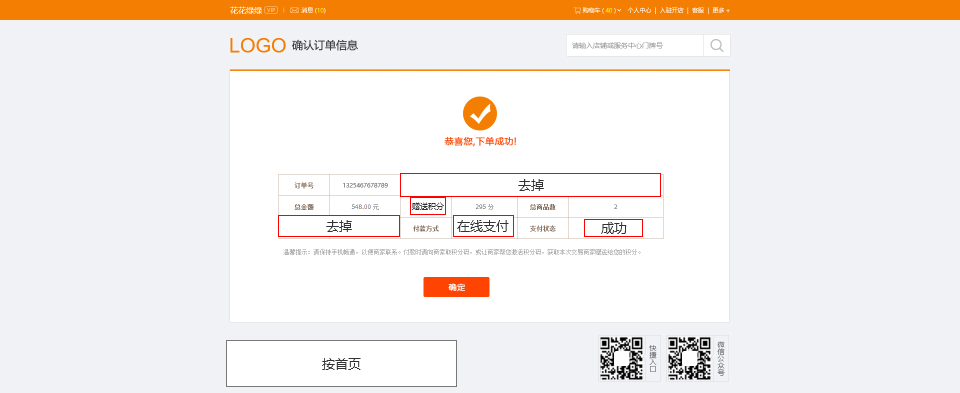 花花绿绿 VIP | 消息 (10) 购物车 ( 40 ) 个人中心 | 入驻开店 | 客服 | 更多 +
LOGO 确认订单信息 请输入店铺或服务中心门牌号
恭喜您,下单成功!
订单号 1325467678789 去掉
总金额 548.00 元 赠送积分 295 分 总商品数 2
去掉 付款方式 在线支付 支付状态 成功
确定
按首页
快捷入口
微信公众号